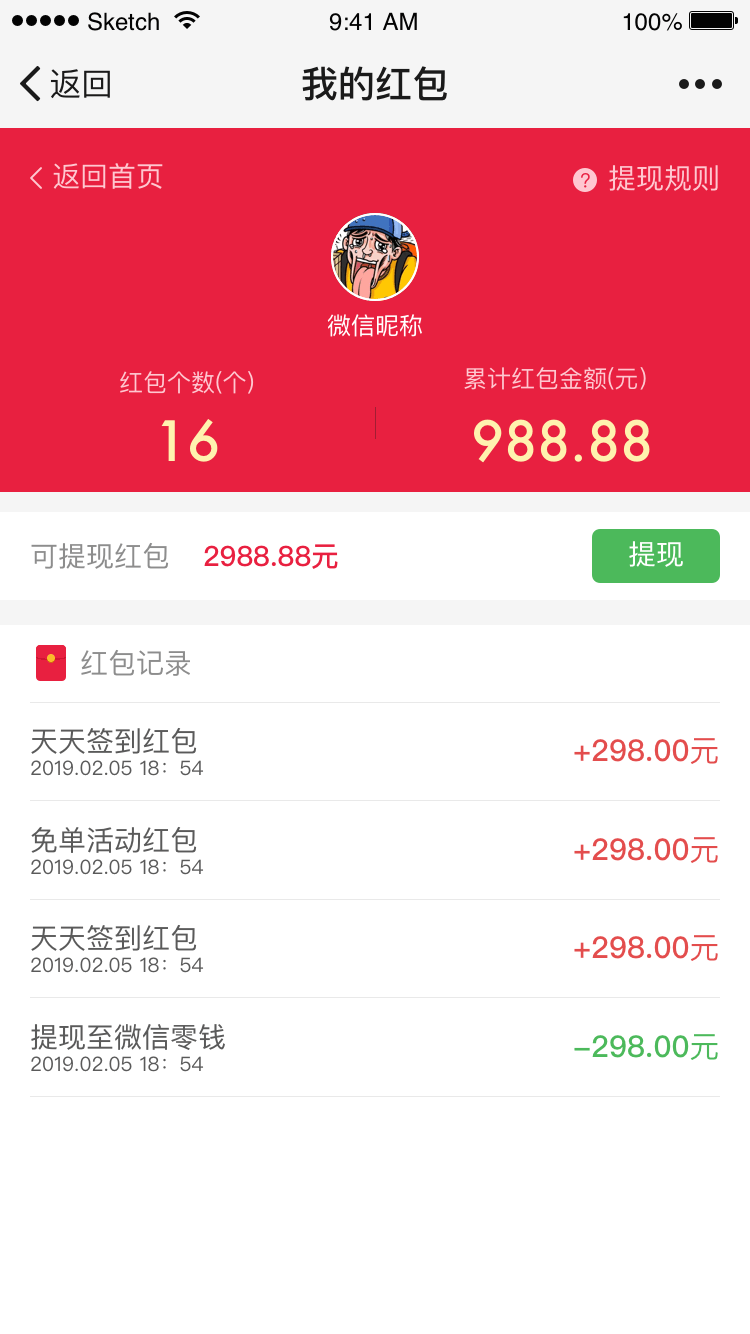 ●●●●● Sketch 9:41 AM 100%
返回 我的红包 •••
返回首页 ? 提现规则
微信昵称
红包个数(个) 累计红包金额(元)
16 988.88
可提现红包 2988.88元 提现
红包记录
天天签到红包 +298.00元
2019.02.05 18：54
免单活动红包 +298.00元
2019.02.05 18：54
天天签到红包 +298.00元
2019.02.05 18：54
提现至微信零钱 −298.00元
2019.02.05 18：54